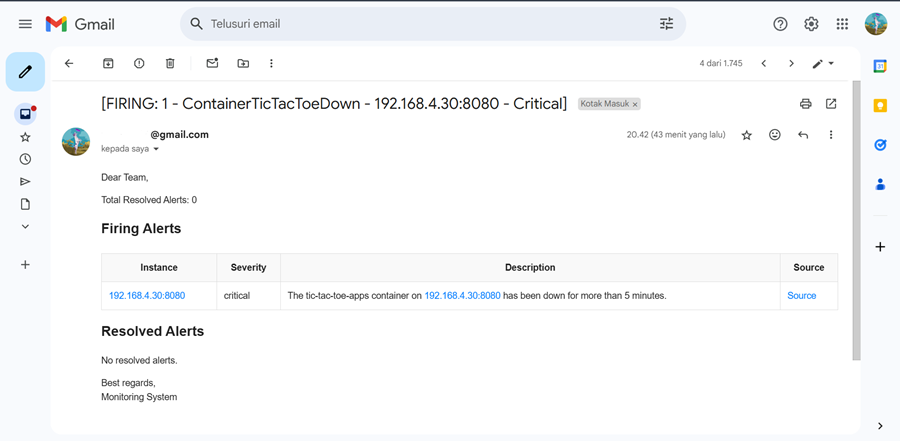 Gmail
Telusuri email
4 dari 1.745
[FIRING: 1 - ContainerTicTacToeDown - 192.168.4.30:8080 - Critical]
Kotak Masuk ×
@gmail.com
20.42 (43 menit yang lalu)
kepada saya
Dear Team,
Total Resolved Alerts: 0
Firing Alerts
Instance Severity Description Source
192.168.4.30:8080 critical The tic-tac-toe-apps container on 192.168.4.30:8080 has been down for more than 5 minutes. Source
Resolved Alerts
No resolved alerts.
Best regards,
Monitoring System
31